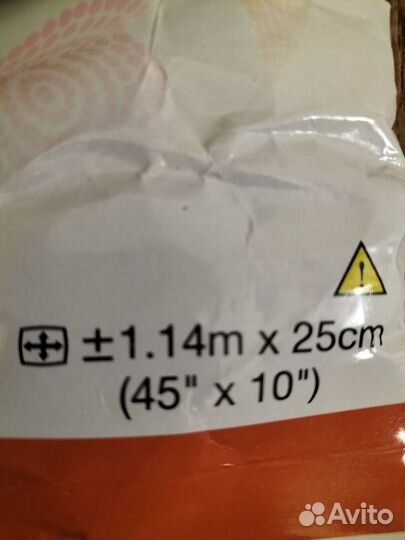 !
±1.14m x 25cm
(45" x 10")
Avito